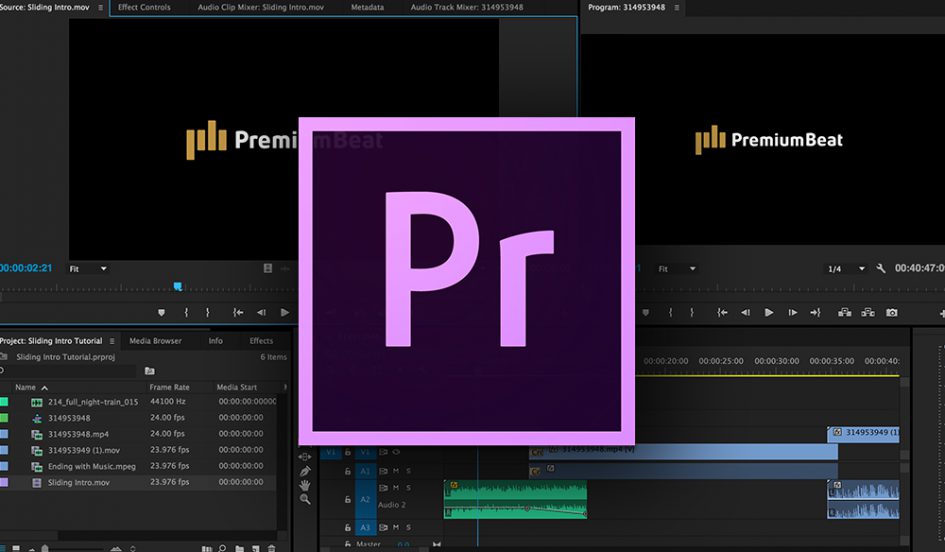 Source: Sliding Intro.mov
Effect Controls
Audio Clip Mixer: Sliding Intro.mov
Metadata
Audio Track Mixer: 314953948
Program: 314953948
PremiumBeat
PremiumBeat
Pr
00:00:02:21
Fit
Fit
1/4
00:40:47:0
Project: Sliding Intro Tutorial
Media Browser
Info
Effects
Sliding Intro Tutorial.prproj
6 Items
Name
Frame Rate
Media Start
214_full_night-train_015
44100 Hz
00:00:00:00000
314953948
24.00 fps
00:00:00:00
314953948.mp4
24.00 fps
00:00:00:00
314953949 (1).mov
23.976 fps
00:00:00:00
Ending with Music.mpeg
23.976 fps
00:00:00:00
Sliding Intro.mov
23.976 fps
00:00:00:00
00:00:20:00
00:00:25:00
00:00:30:00
00:00:35:00
00:00:40:
314953949 (1)
V1
V1
314953948.mp4 [V]
A1
M S
A2
M S
Audio 2
A3
M S
Master
0.0